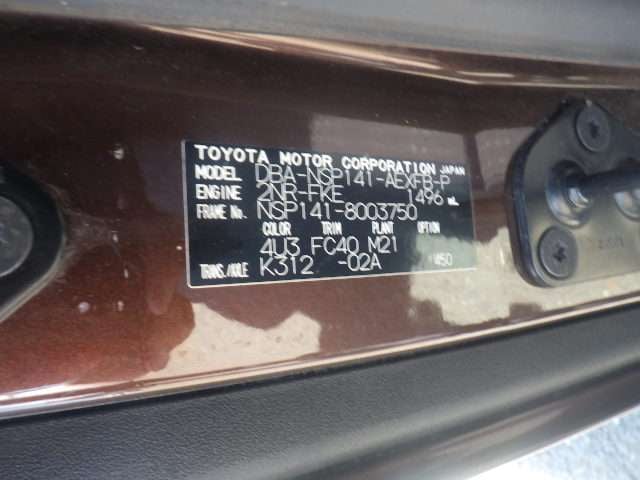 TOYOTA MOTOR CORPORATION JAPAN
MODEL DBA-NSP141-AEXFB-P
ENGINE 2NR-FKE 1496 mL
FRAME No. NSP141-8003750
COLOR TRIM PLANT OPTION
4U3 FC40 M21
TRANS./AXLE K312 -02A 450